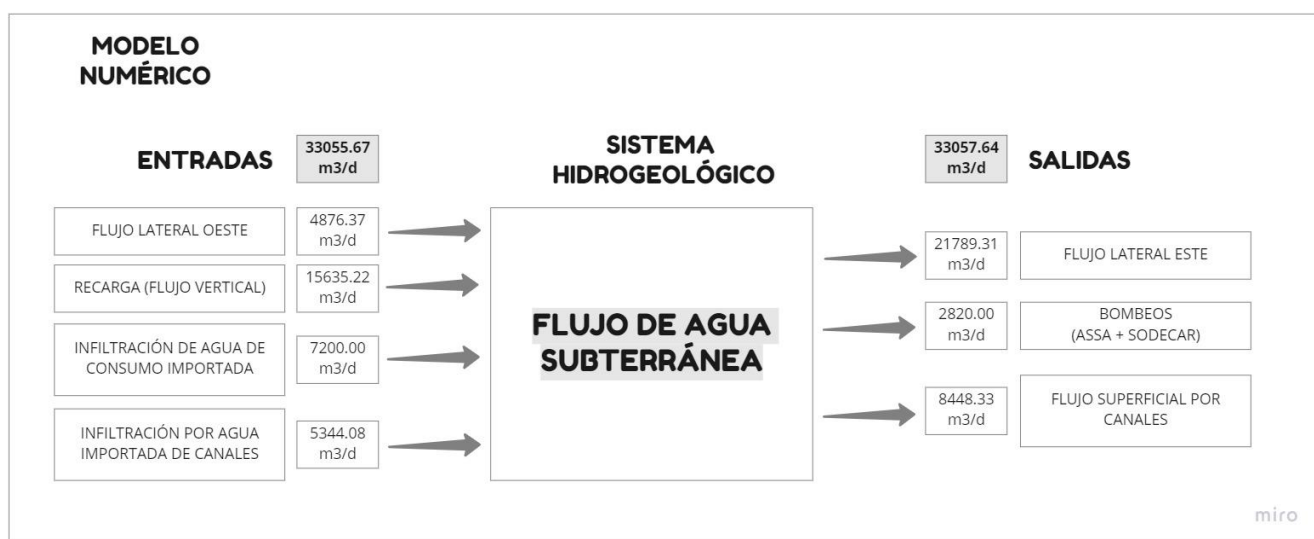 MODELO
NUMÉRICO
ENTRADAS
33055.67
m3/d
SISTEMA
HIDROGEOLÓGICO
33057.64
m3/d
SALIDAS
FLUJO LATERAL OESTE
4876.37
m3/d
RECARGA (FLUJO VERTICAL)
15635.22
m3/d
INFILTRACIÓN DE AGUA DE
CONSUMO IMPORTADA
7200.00
m3/d
INFILTRACIÓN POR AGUA
IMPORTADA DE CANALES
5344.08
m3/d
FLUJO DE AGUA
SUBTERRÁNEA
21789.31
m3/d
FLUJO LATERAL ESTE
2820.00
m3/d
BOMBEOS
(ASSA + SODECAR)
8448.33
m3/d
FLUJO SUPERFICIAL POR
CANALES
miro